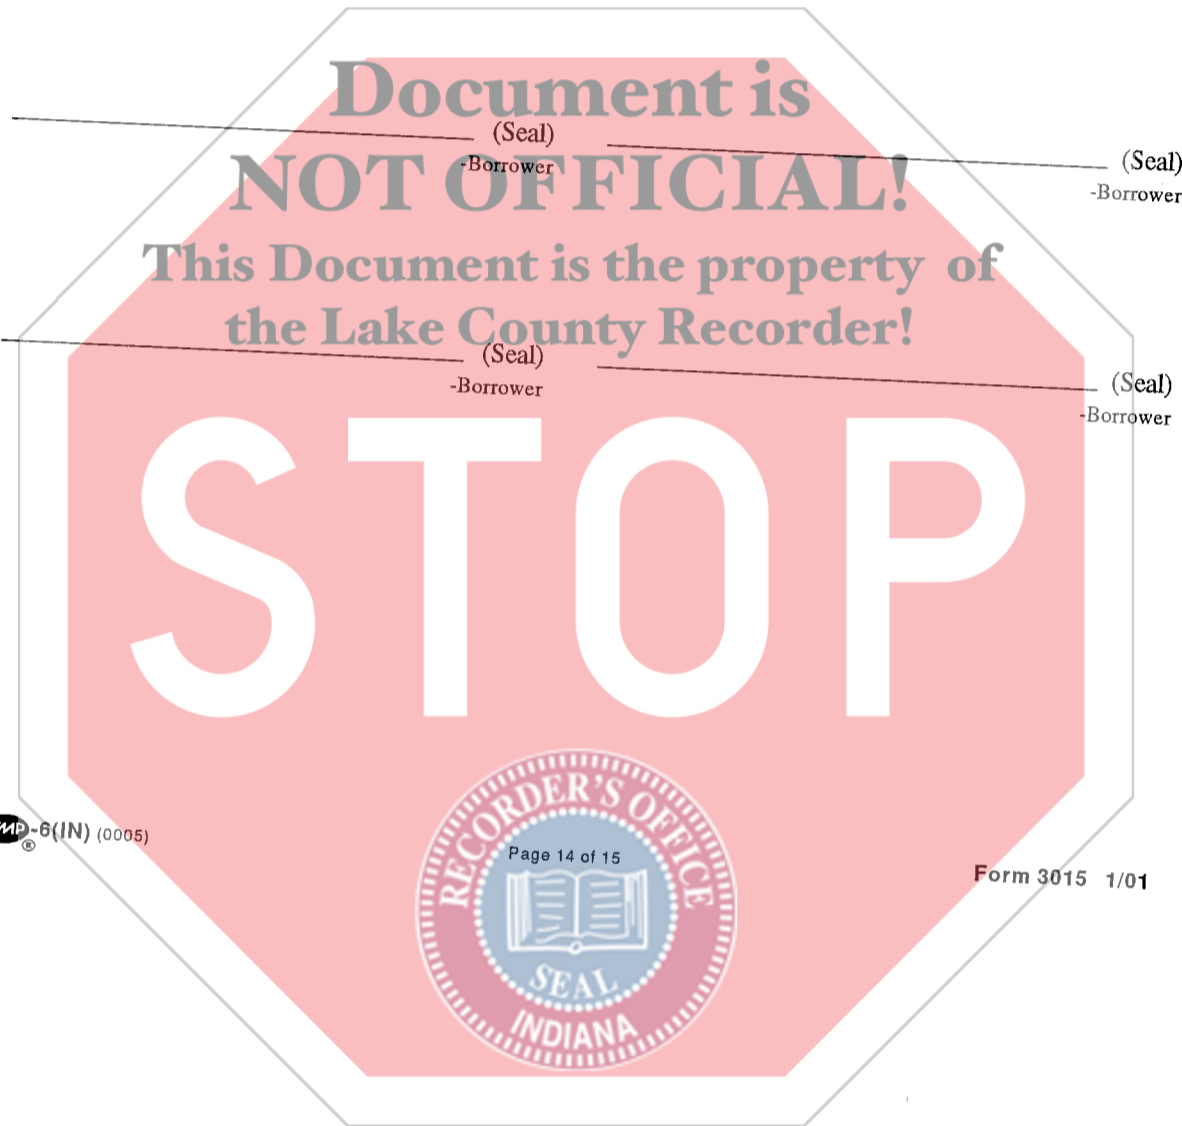 Document is
(Seal)
-Borrower
(Seal)
-Borrower
NOT OFFICIAL!
This Document is the property of
the Lake County Recorder!
(Seal)
-Borrower
(Seal)
-Borrower
STOP
-6(IN) (0005)
®
RECORDER'S OFFICE
Page 14 of 15
SEAL
INDIANA
Form 3015 1/01